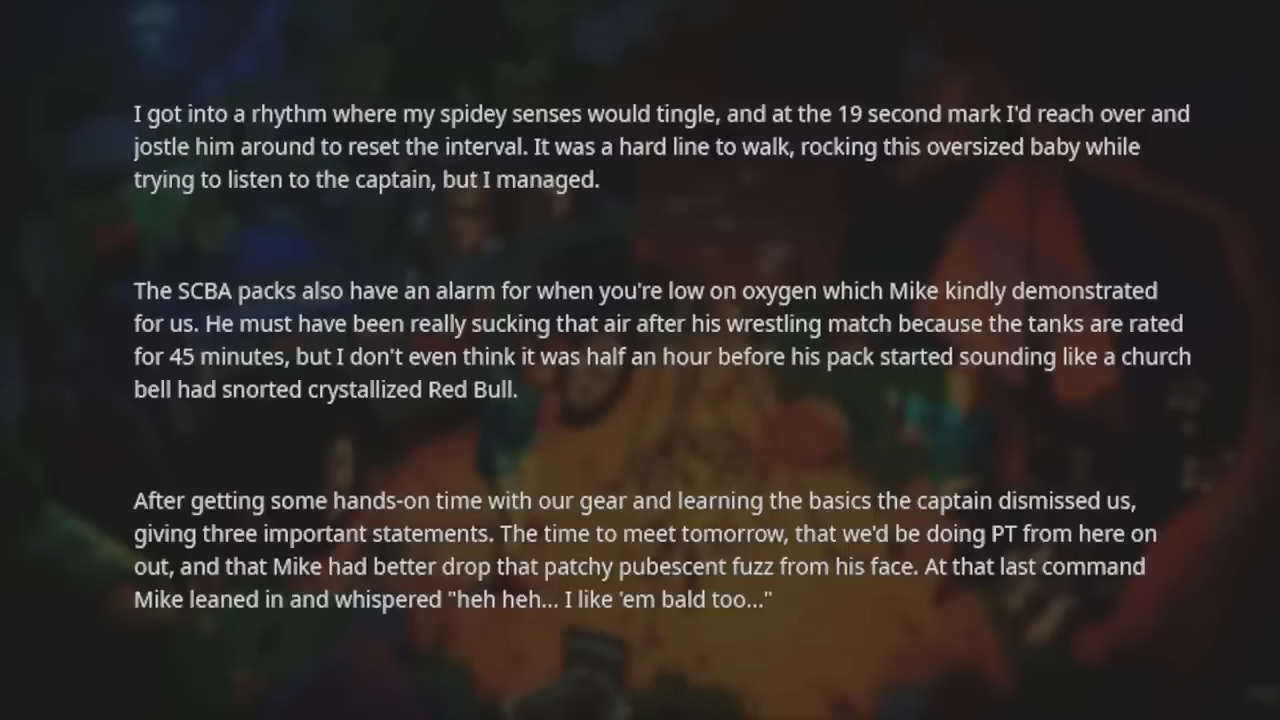 I got into a rhythm where my spidey senses would tingle, and at the 19 second mark I'd reach over and
jostle him around to reset the interval. It was a hard line to walk, rocking this oversized baby while
trying to listen to the captain, but I managed.
The SCBA packs also have an alarm for when you're low on oxygen which Mike kindly demonstrated
for us. He must have been really sucking that air after his wrestling match because the tanks are rated
for 45 minutes, but I don't even think it was half an hour before his pack started sounding like a church
bell had snorted crystallized Red Bull.
After getting some hands-on time with our gear and learning the basics the captain dismissed us,
giving three important statements. The time to meet tomorrow, that we'd be doing PT from here on
out, and that Mike had better drop that patchy pubescent fuzz from his face. At that last command
Mike leaned in and whispered "heh heh... I like 'em bald too..."